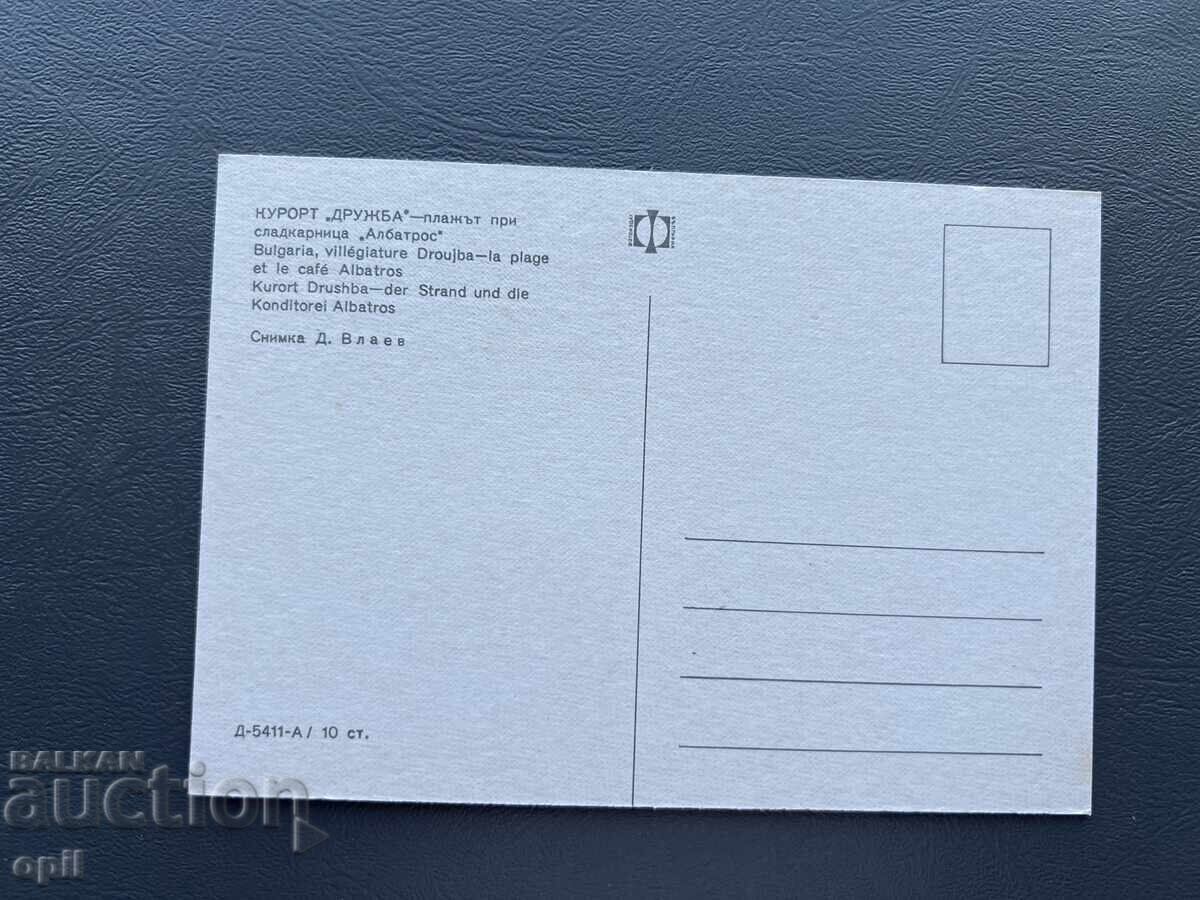 КУРОРТ „ДРУЖБА"—плажът при
сладкарница „Албатрос"
Bulgaria, villégiature Droujba—la plage
et le café Albatros
Kurort Drushba—der Strand und die
Konditorei Albatros
Снимка Д. Влаев
Д-5411-А/ 10 ст.
BALKAN
auction
opil